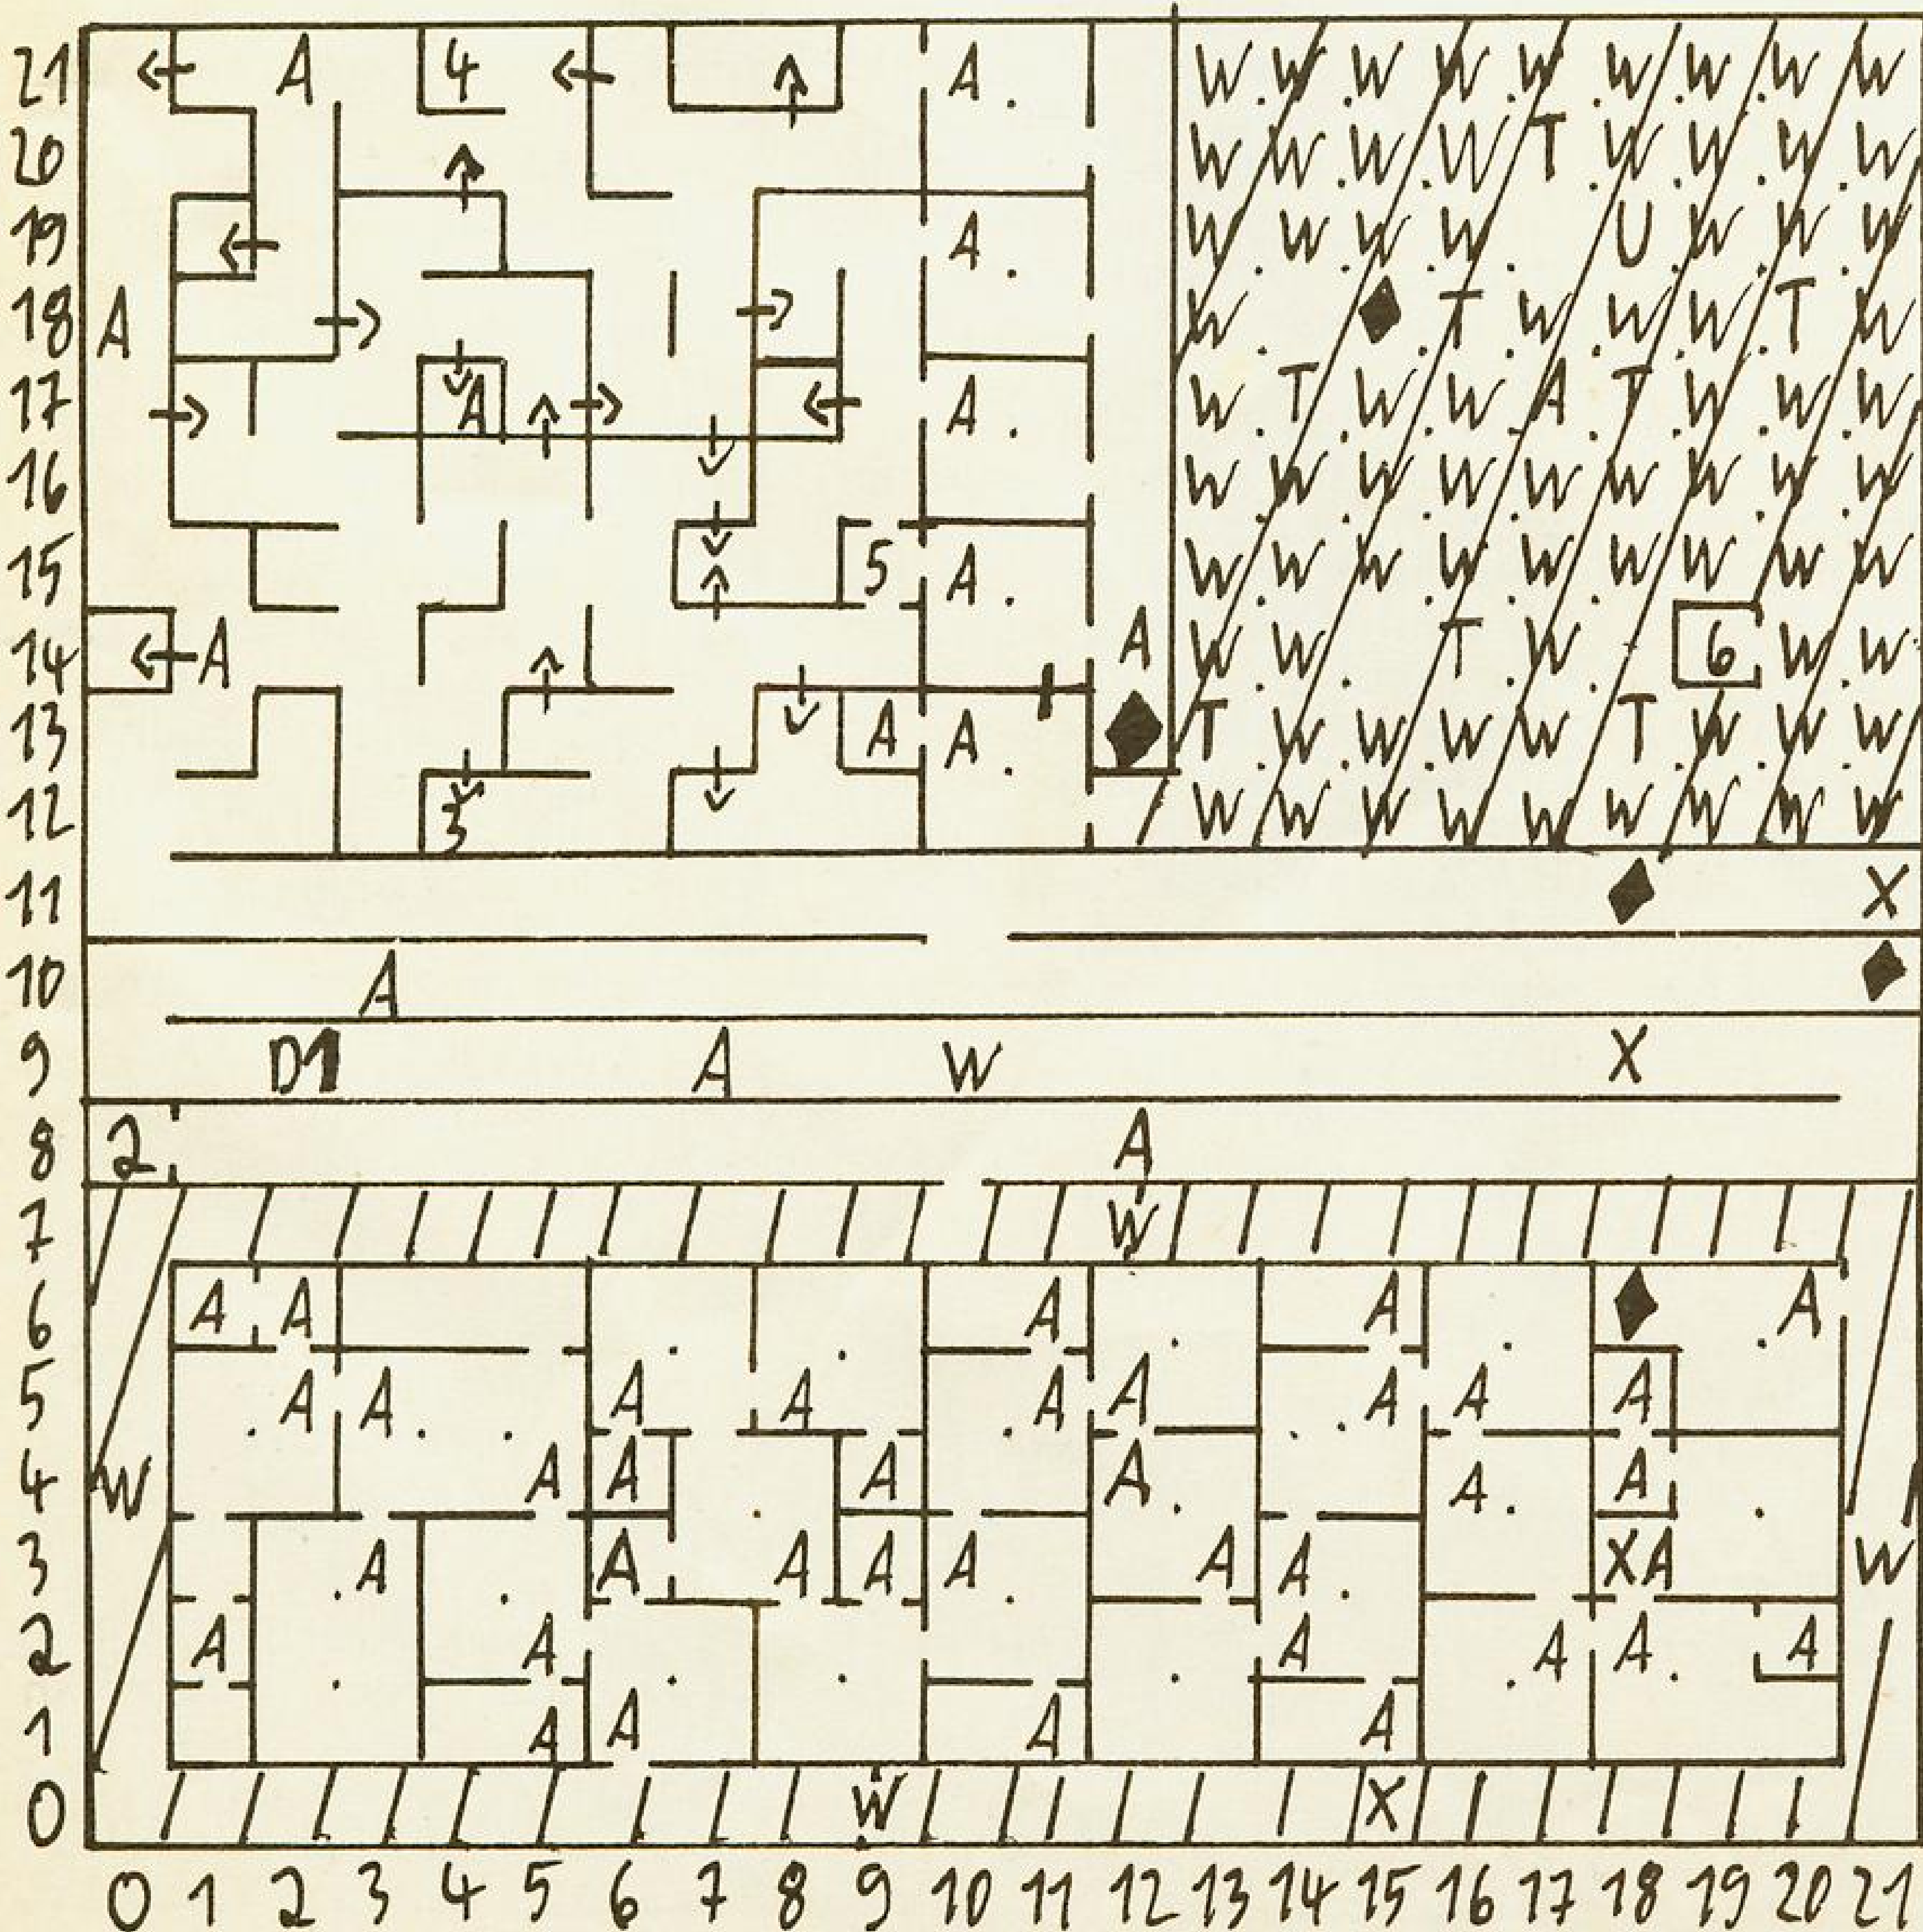 21 A 4 A W W W W W W W W W
20 W W W W T W W W W
19 A W W W W U W W W
18 A W T W W W T W
17 A A W T W W A T W W W
16 W W W W W W W W W
15 5 A W W W W W W W W W
14 A A W W T W 6 W W
13 A A T W W W W T W W W
12 3 W W W W W W W W W
11 X
10 A
9 D1 A W X
8 2 A
7 W
6 A A A A A
5 A A A A A A A A A
4 W A A A A A A
3 A A A A A A A XA W
2 A A A A A A
1 A A A A
0 W X
0 1 2 3 4 5 6 7 8 9 10 11 12 13 14 15 16 17 18 19 20 21